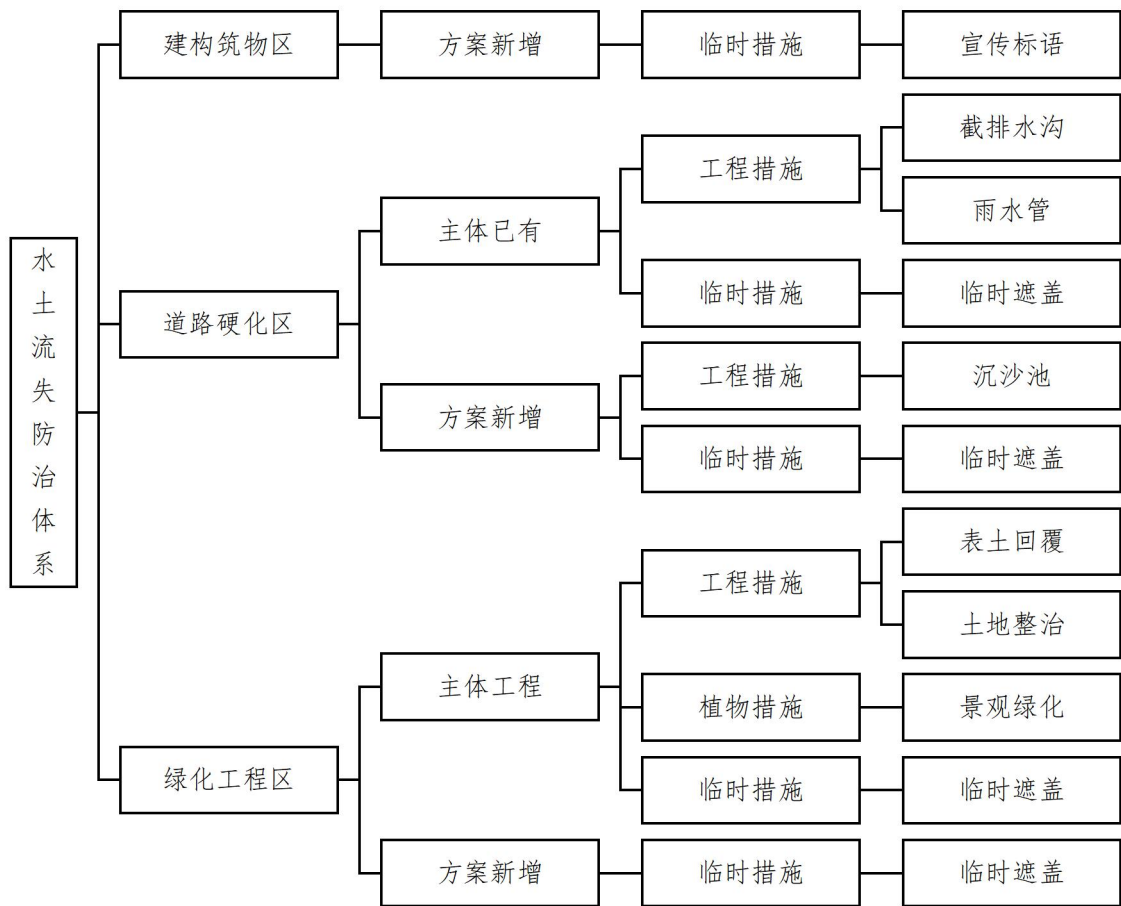 水土流失防治体系
建构筑物区
方案新增
临时措施
宣传标语
道路硬化区
主体已有
工程措施
截排水沟
雨水管
临时措施
临时遮盖
方案新增
工程措施
沉沙池
临时措施
临时遮盖
绿化工程区
主体工程
工程措施
表土回覆
土地整治
植物措施
景观绿化
临时措施
临时遮盖
方案新增
临时措施
临时遮盖